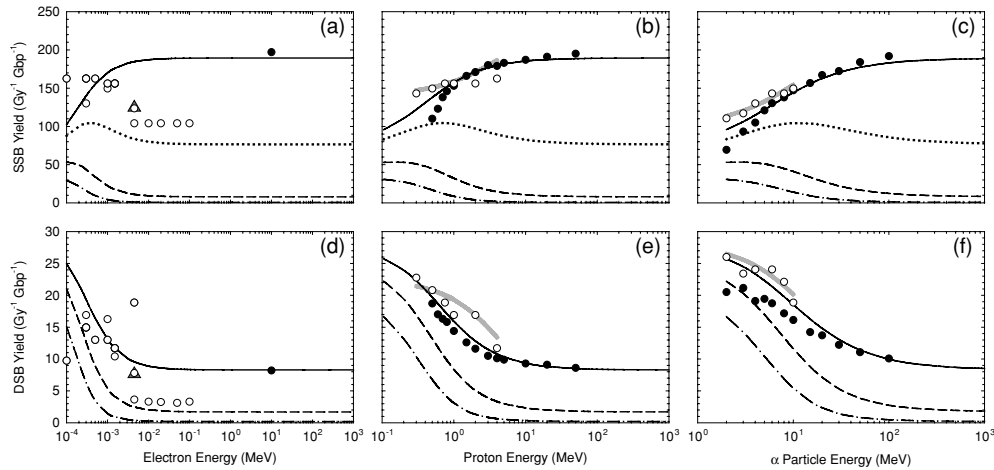 (a) (b) (c)
250
200
150
100
50
0
SSB Yield (Gy⁻¹ Gbp⁻¹)
(d) (e) (f)
30
25
20
15
10
5
0
DSB Yield (Gy⁻¹ Gbp⁻¹)
10⁻⁴ 10⁻³ 10⁻² 10⁻¹ 10⁰ 10¹ 10² 10³
10⁻¹ 10⁰ 10¹ 10² 10³
10⁰ 10¹ 10² 10³
Electron Energy (MeV)
Proton Energy (MeV)
α Particle Energy (MeV)